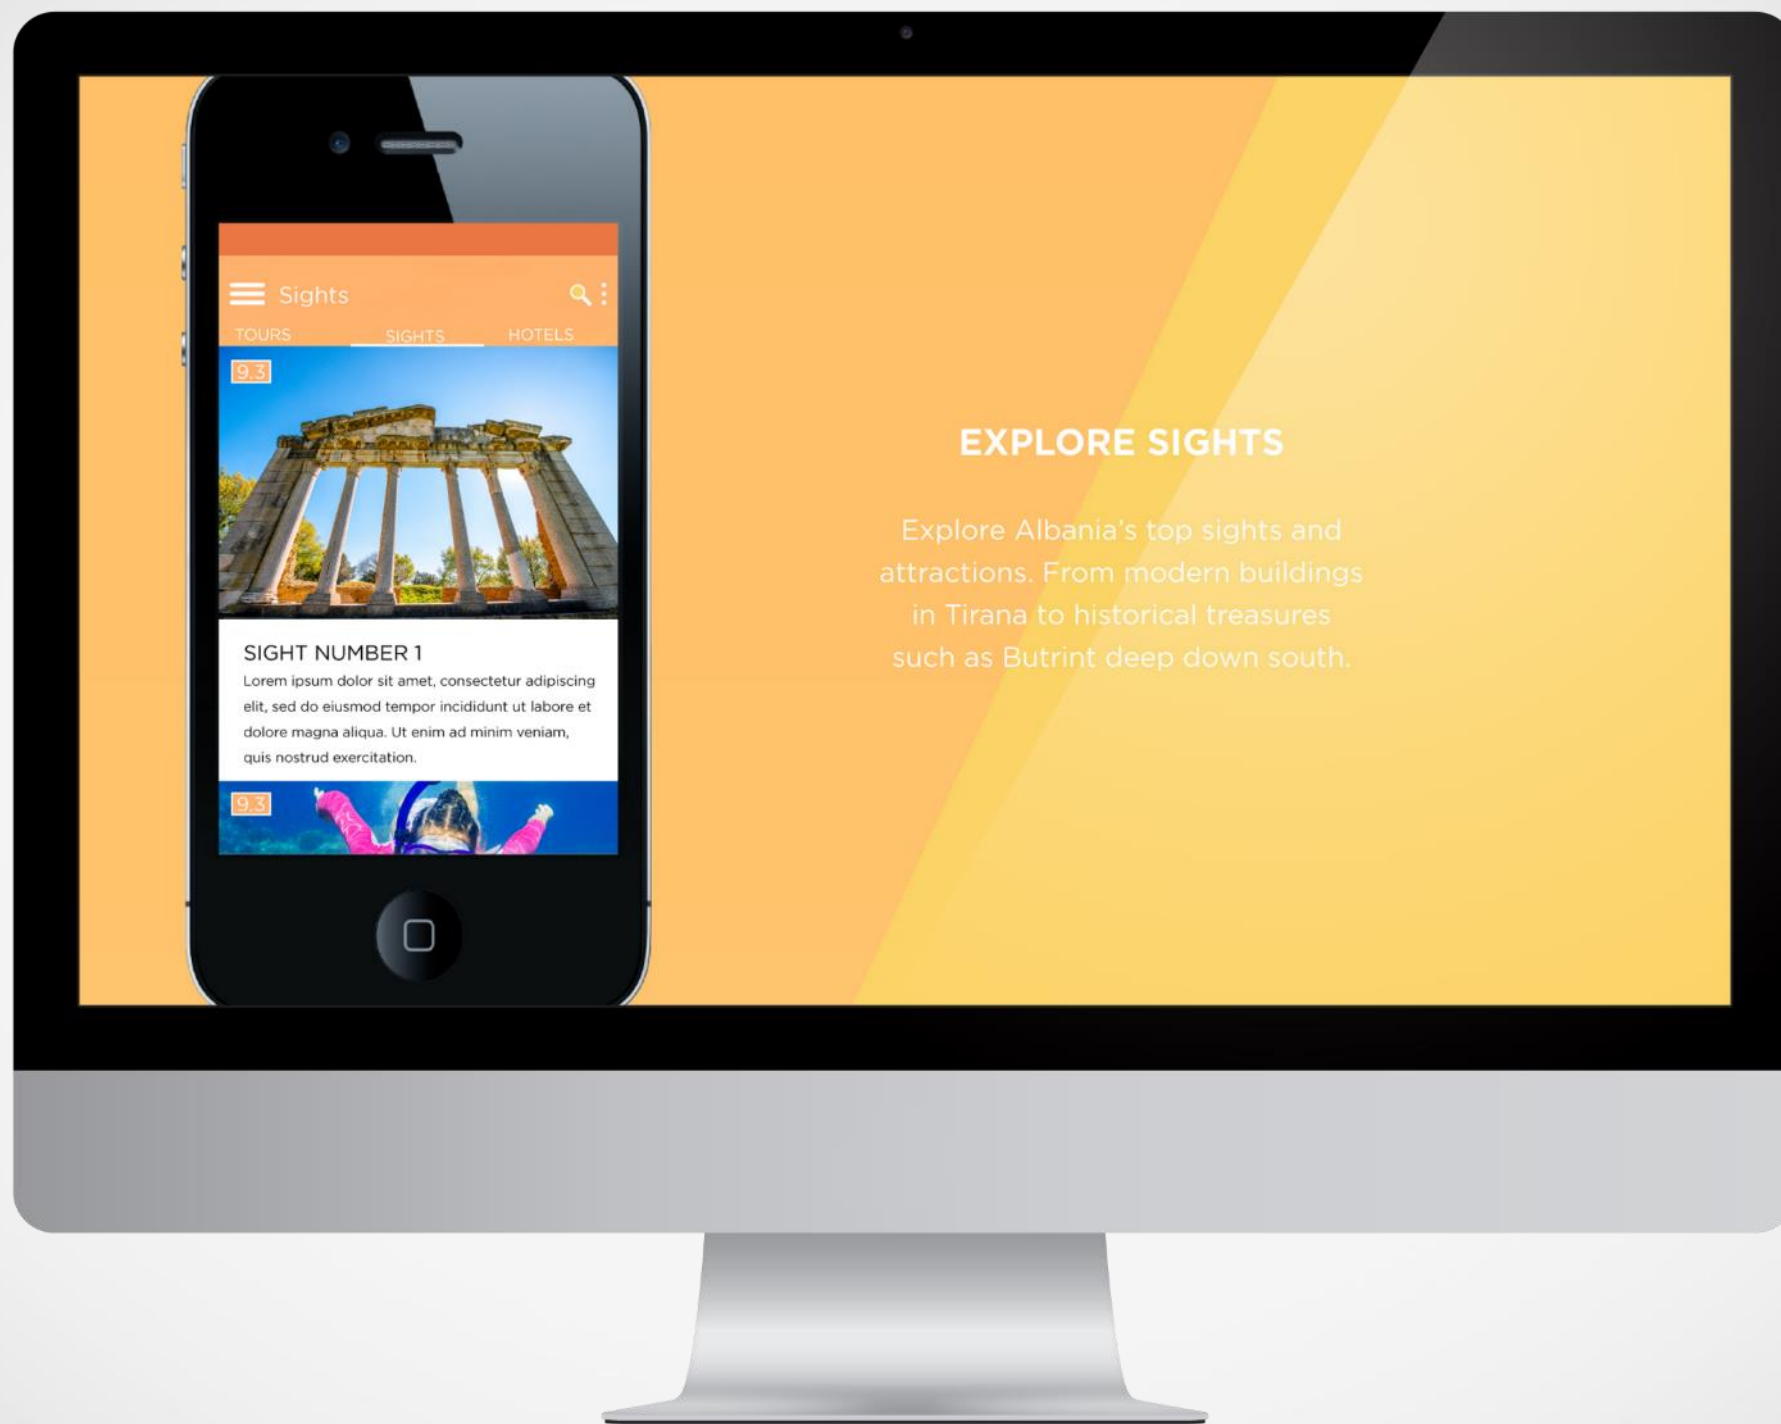 Sights
TOURS SIGHTS HOTELS
9.3
SIGHT NUMBER 1
Lorem ipsum dolor sit amet, consectetur adipiscing
elit, sed do eiusmod tempor incididunt ut labore et
dolore magna aliqua. Ut enim ad minim veniam,
quis nostrud exercitation.
9.3
EXPLORE SIGHTS
Explore Albania's top sights and
attractions. From modern buildings
in Tirana to historical treasures
such as Butrint deep down south.